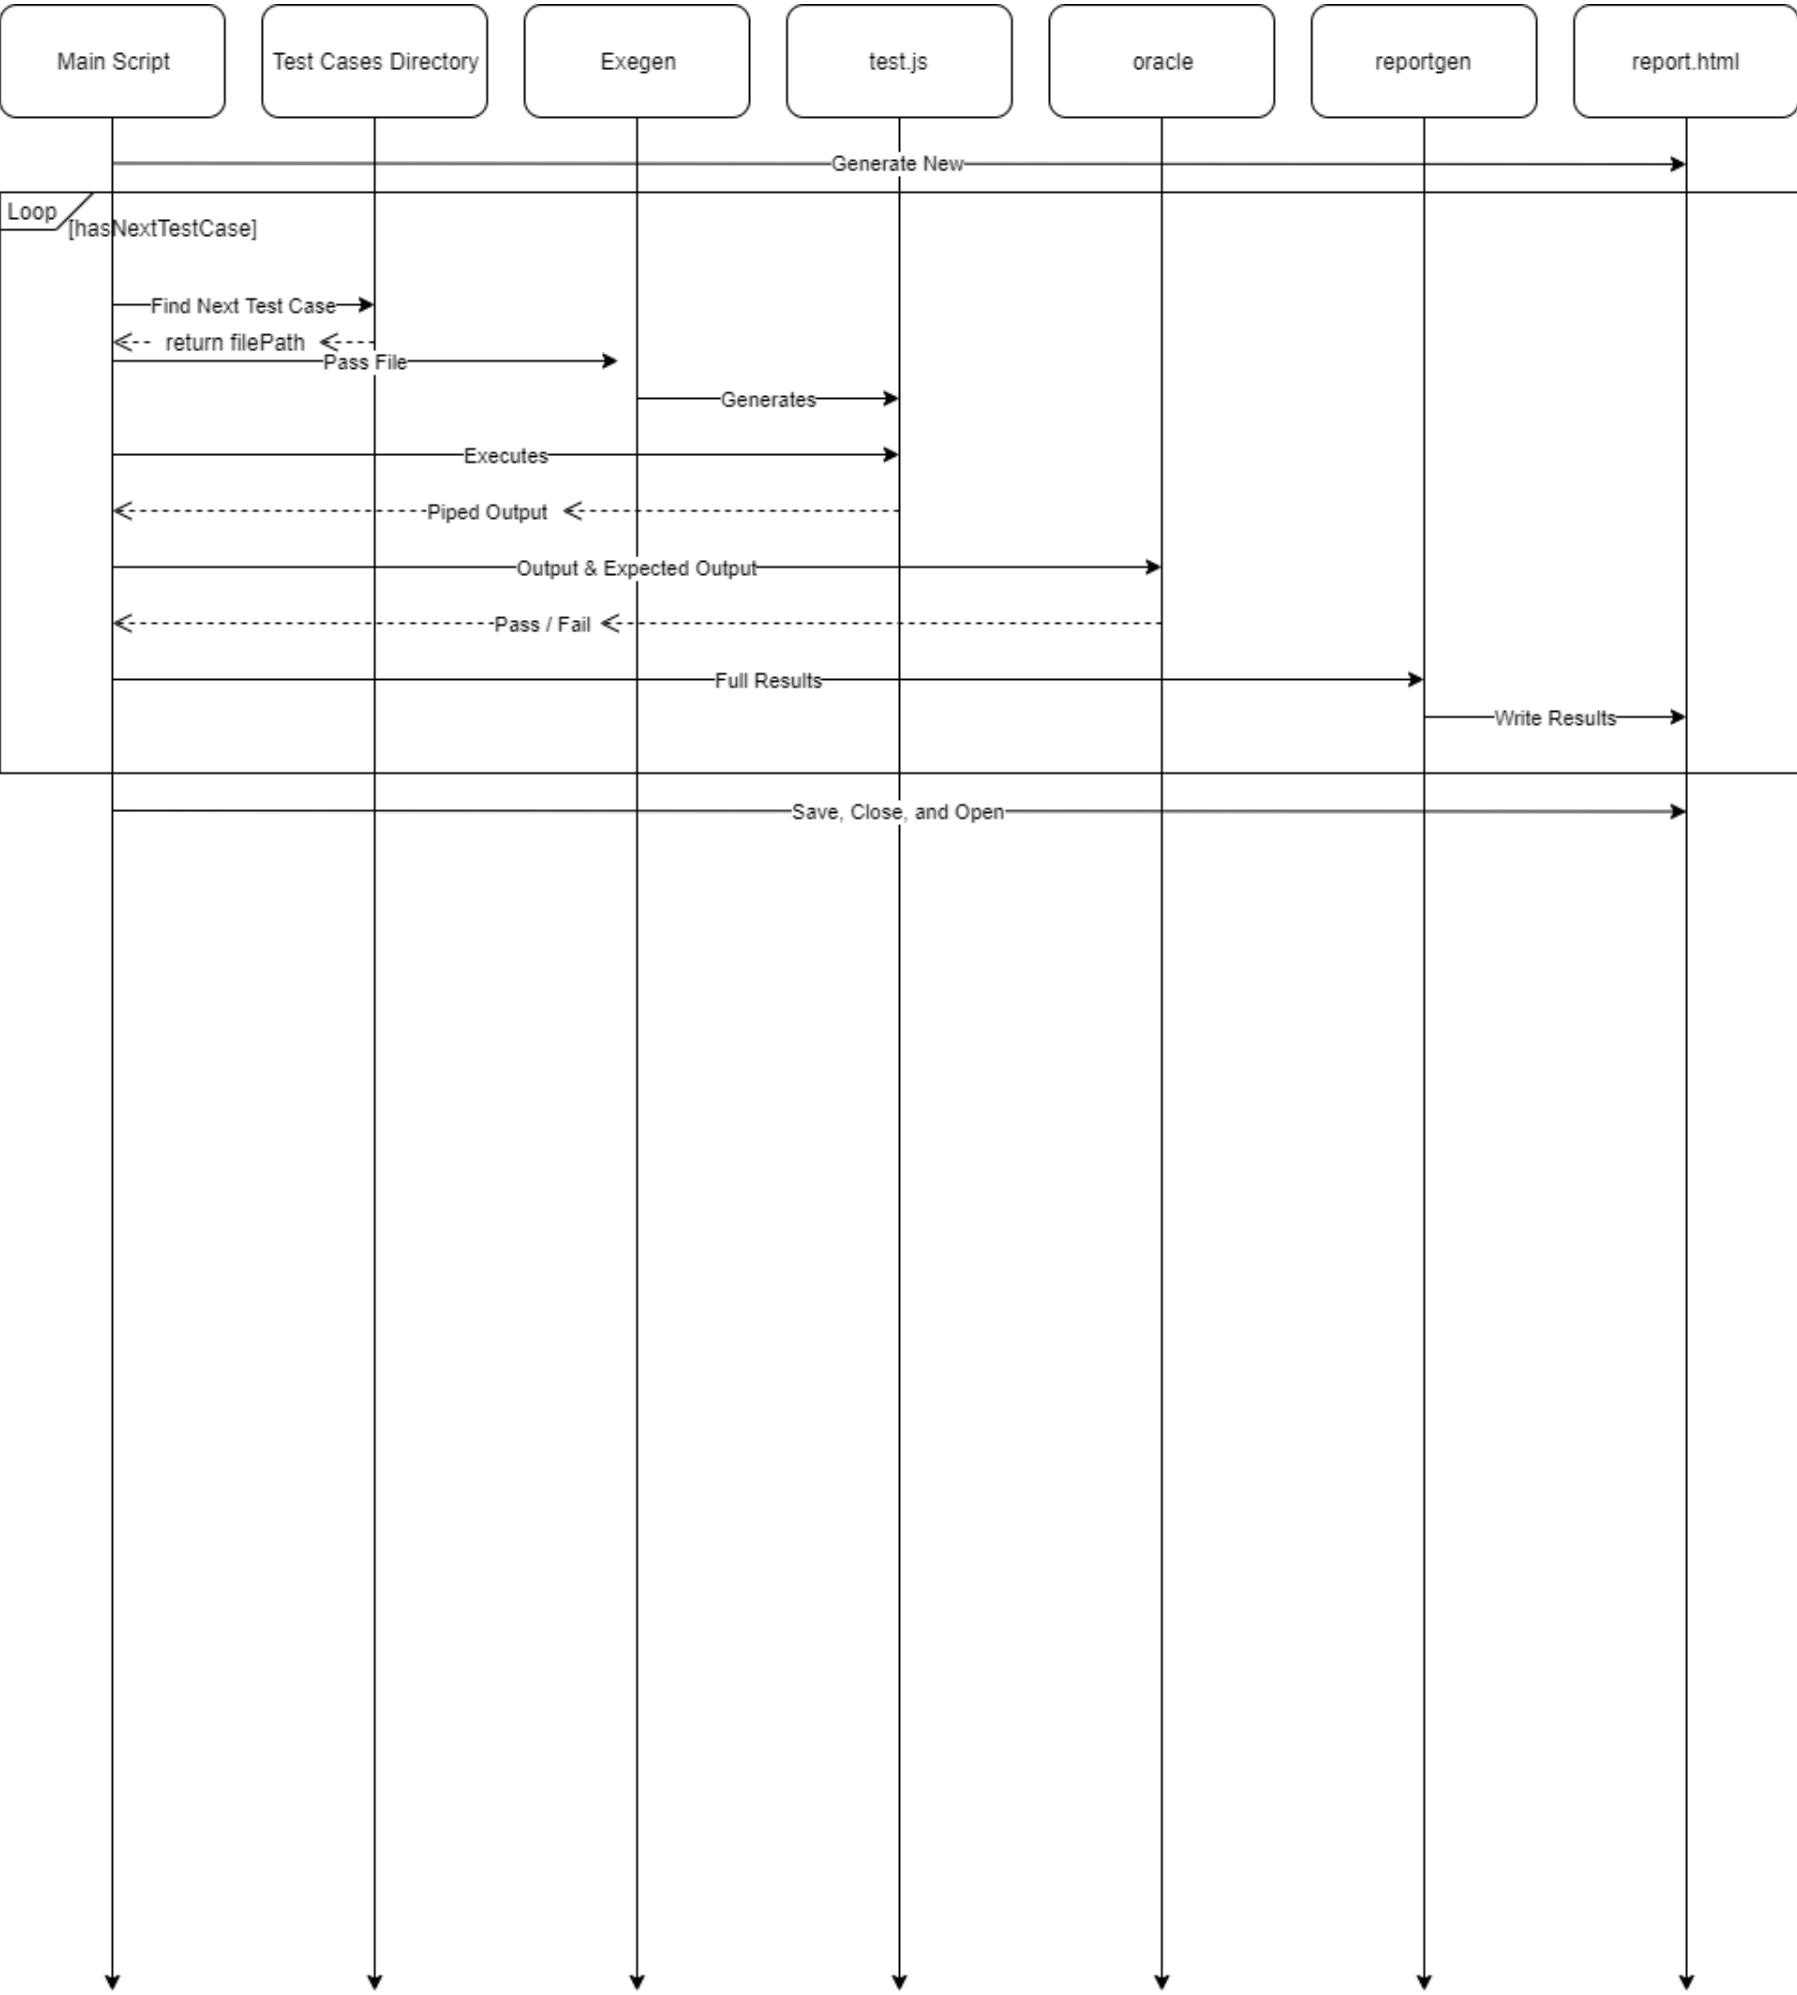 Main Script
Test Cases Directory
Exegen
test.js
oracle
reportgen
report.html
Generate New
Loop
[hasNextTestCase]
Find Next Test Case
return filePath
Pass File
Generates
Executes
Piped Output
Output & Expected Output
Pass / Fail
Full Results
Write Results
Save, Close, and Open